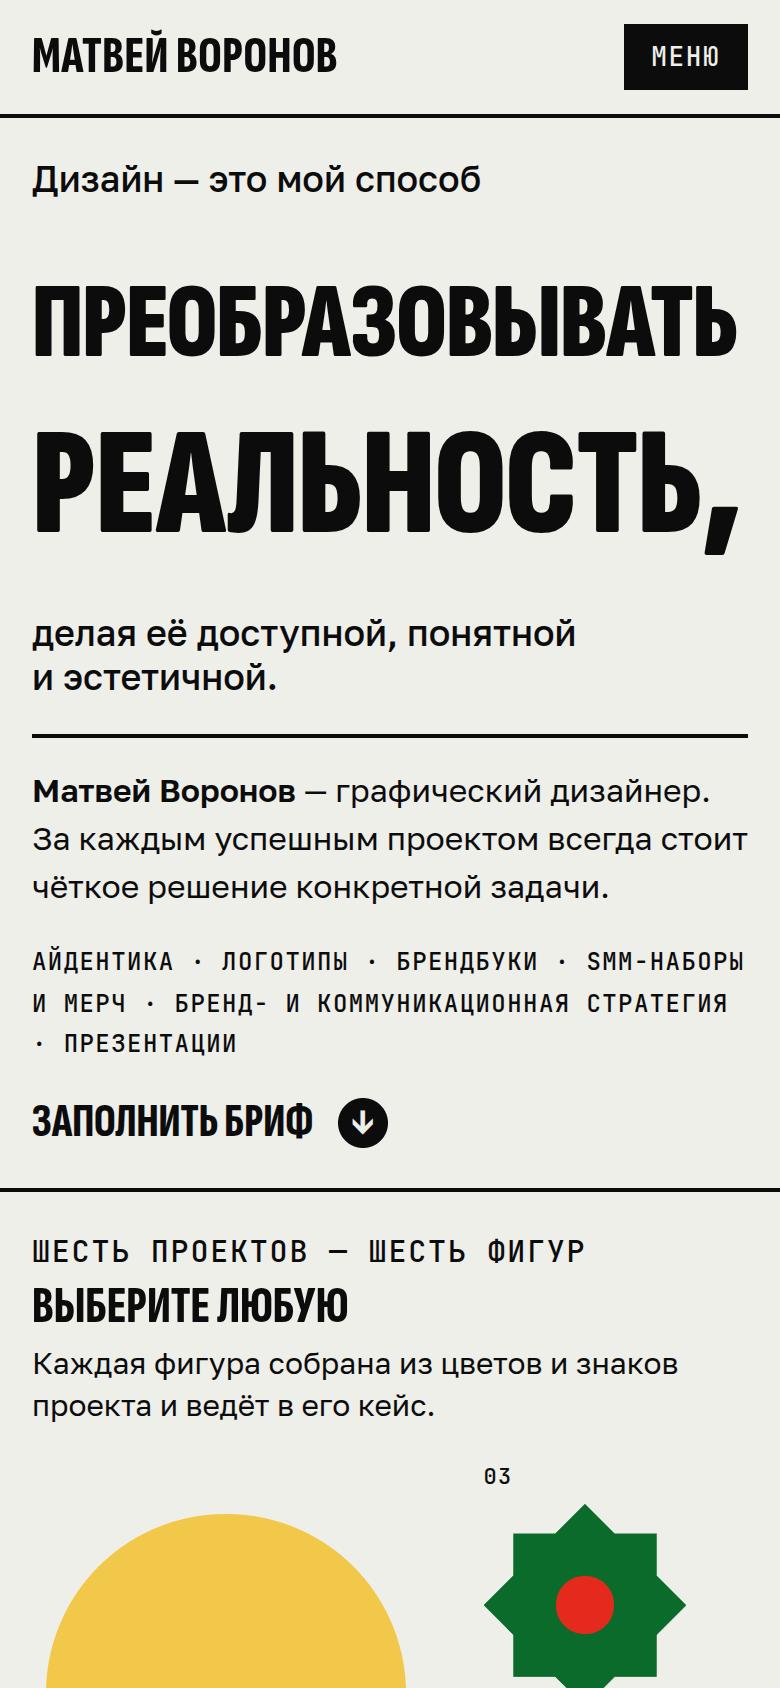 МАТВЕЙ ВОРОНОВ
МЕНЮ
Дизайн — это мой способ
ПРЕОБРАЗОВЫВАТЬ
РЕАЛЬНОСТЬ,
делая её доступной, понятной
и эстетичной.
Матвей Воронов — графический дизайнер.
За каждым успешным проектом всегда стоит
чёткое решение конкретной задачи.
АЙДЕНТИКА · ЛОГОТИПЫ · БРЕНДБУКИ · SMM-НАБОРЫ
И МЕРЧ · БРЕНД- И КОММУНИКАЦИОННАЯ СТРАТЕГИЯ
· ПРЕЗЕНТАЦИИ
ЗАПОЛНИТЬ БРИФ
ШЕСТЬ ПРОЕКТОВ — ШЕСТЬ ФИГУР
ВЫБЕРИТЕ ЛЮБУЮ
Каждая фигура собрана из цветов и знаков
проекта и ведёт в его кейс.
03